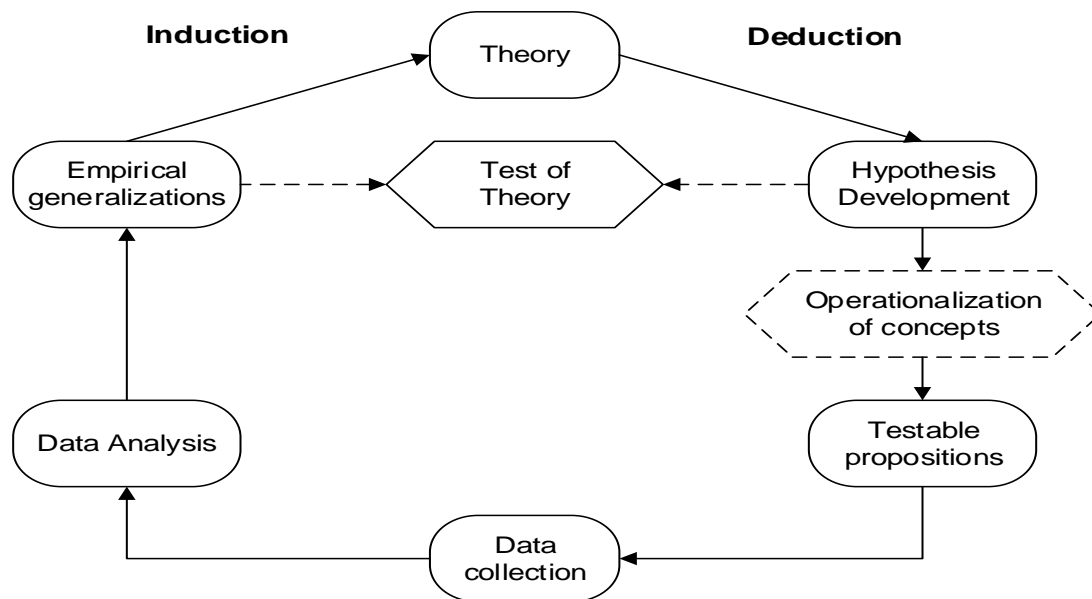 Induction
Theory
Deduction
Empirical
generalizations
Test of
Theory
Hypothesis
Development
Operationalization
of concepts
Data Analysis
Testable
propositions
Data
collection